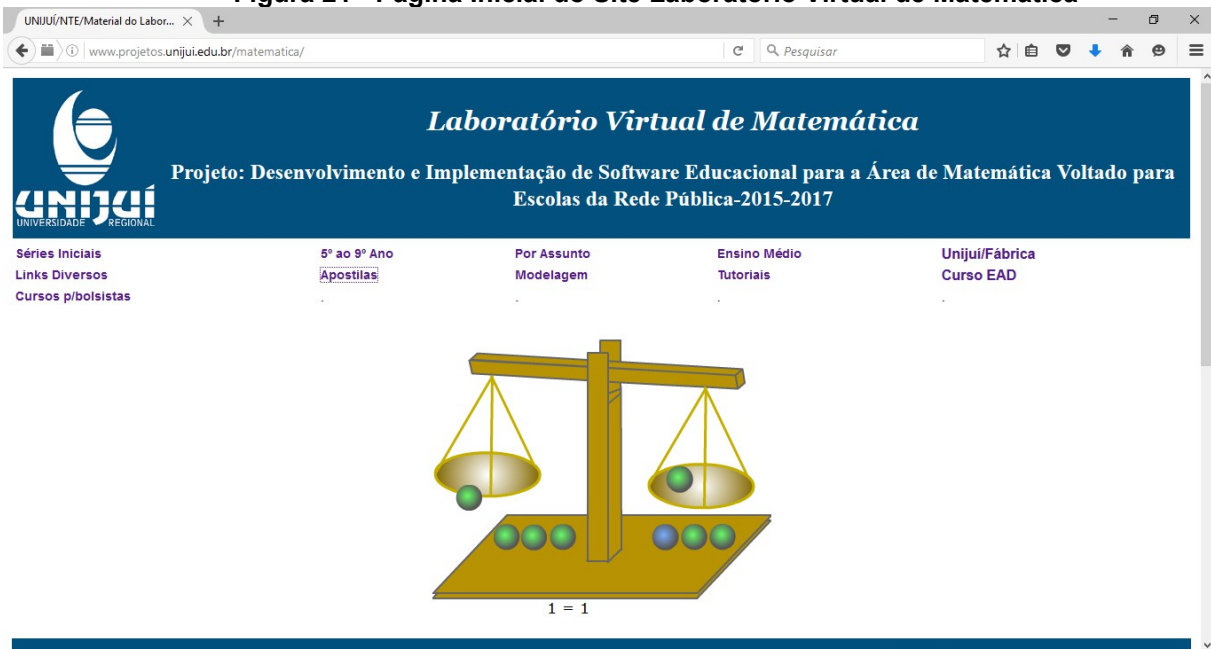 Figura 21 - Página Inicial do Site Laboratório Virtual de Matemática
UNIJUÍ/NTE/Material do Labor...
www.projetos.unijui.edu.br/matematica/
Pesquisar
Laboratório Virtual de Matemática
Projeto: Desenvolvimento e Implementação de Software Educacional para a Área de Matemática Voltado para
Escolas da Rede Pública-2015-2017
UNIJUÍ
UNIVERSIDADE REGIONAL
Séries Iniciais 5º ao 9º Ano Por Assunto Ensino Médio Unijuí/Fábrica
Links Diversos Apostilas Modelagem Tutoriais Curso EAD
Cursos p/bolsistas . . . .
1 = 1